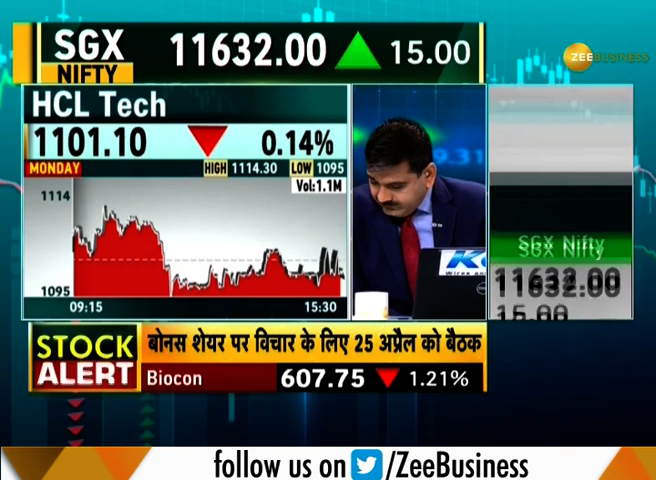 SGX
NIFTY
11632.00
15.00
ZEEBUSINESS
HCL Tech
1101.10
0.14%
MONDAY
HIGH 1114.30 LOW 1095
Vol:1.1M
1114
1095
09:15
15:30
SGX Nifty
11632.00
15.00
STOCK
ALERT
बोनस शेयर पर विचार के लिए 25 अप्रैल को बैठक
Biocon 607.75 1.21%
follow us on /ZeeBusiness